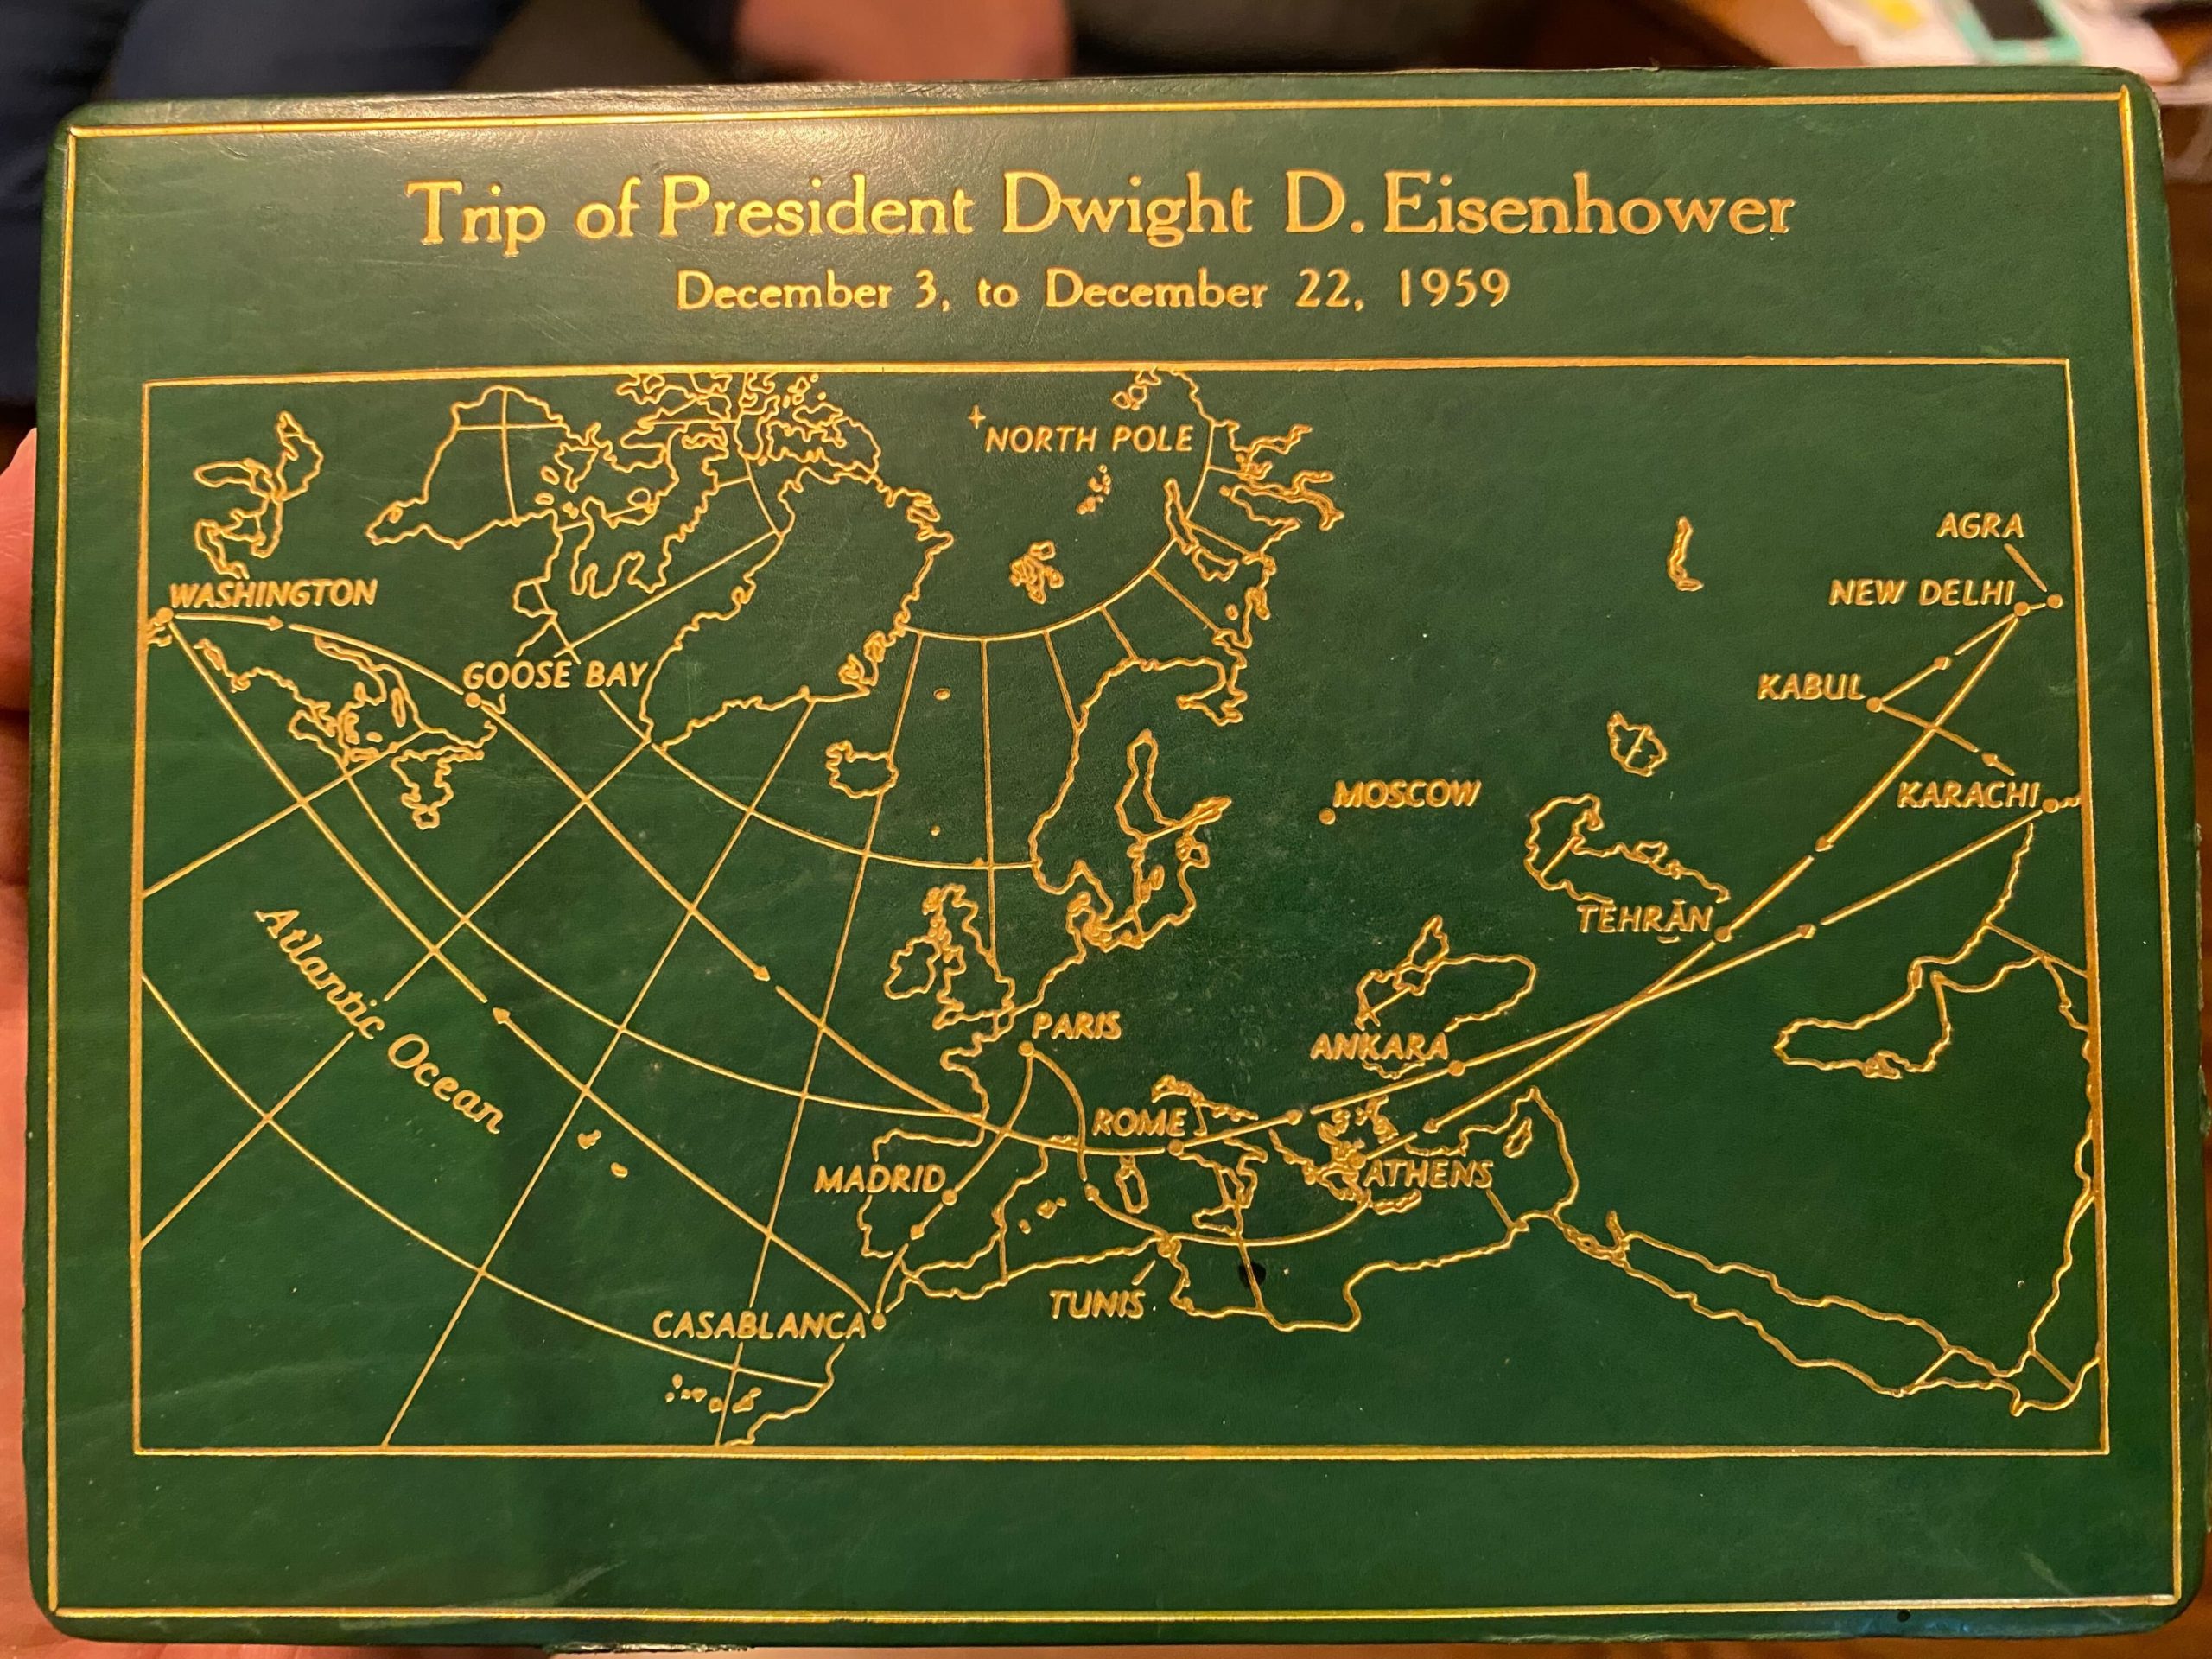 Trip of President Dwight D. Eisenhower
December 3, to December 22, 1959
NORTH POLE
AGRA
WASHINGTON
NEW DELHI
GOOSE BAY
KABUL
MOSCOW
KARACHI
TEHRĀN
Atlantic Ocean
PARIS
ANKARA
ROME
MADRID
ATHENS
TUNIS
CASABLANCA